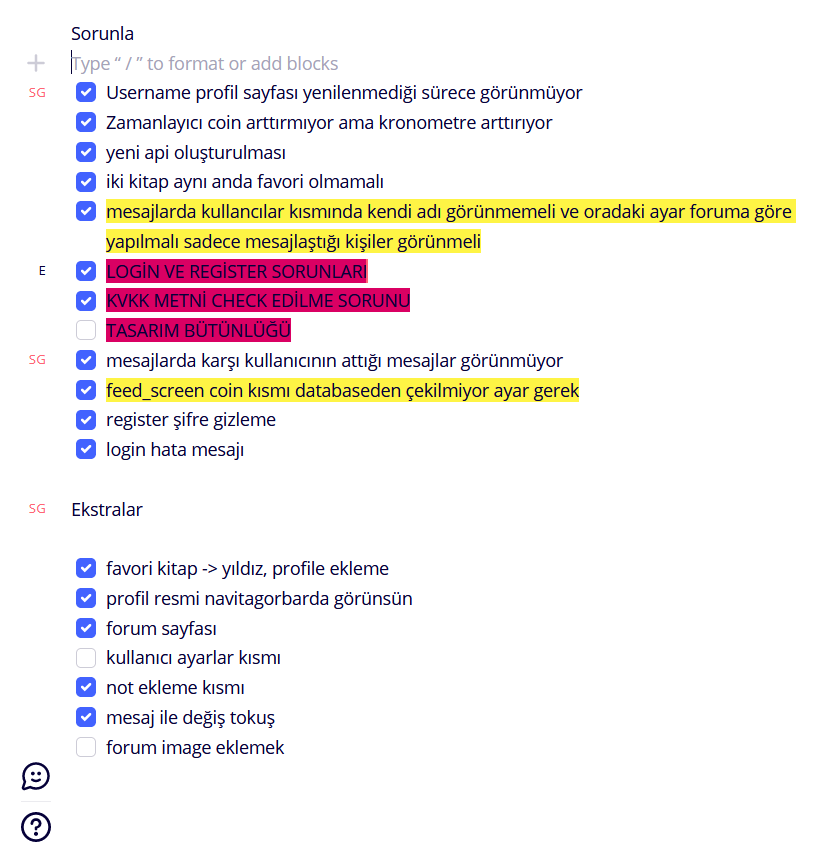 Sorunla
Type “ / ” to format or add blocks
SG
Username profil sayfası yenilenmediği sürece görünmüyor
Zamanlayıcı coin arttırmıyor ama kronometre arttırıyor
yeni api oluşturulması
iki kitap aynı anda favori olmamalı
mesajlarda kullancılar kısmında kendi adı görünmemeli ve oradaki ayar foruma göre
yapılmalı sadece mesajlaştığı kişiler görünmeli
E
LOGİN VE REGİSTER SORUNLARI
KVKK METNİ CHECK EDİLME SORUNU
TASARIM BÜTÜNLÜĞÜ
SG
mesajlarda karşı kullanıcının attığı mesajlar görünmüyor
feed_screen coin kısmı databaseden çekilmiyor ayar gerek
register şifre gizleme
login hata mesajı
SG
Ekstralar
favori kitap -> yıldız, profile ekleme
profil resmi navitagorbarda görünsün
forum sayfası
kullanıcı ayarlar kısmı
not ekleme kısmı
mesaj ile değiş tokuş
forum image eklemek